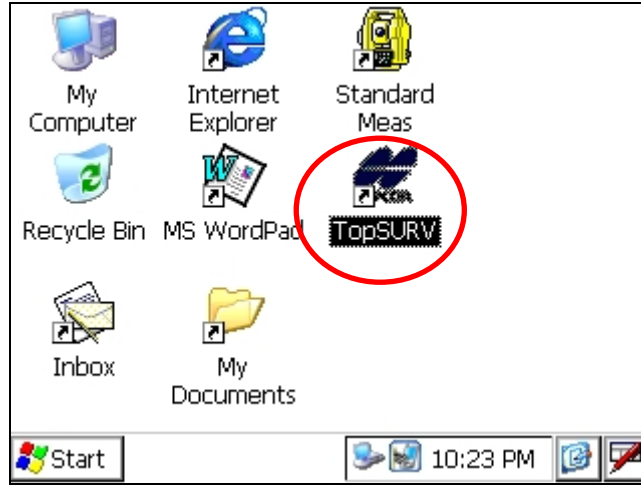 My Computer
Internet Explorer
Standard Meas
Recycle Bin
MS WordPad
TopSURV
Inbox
My Documents
Start
10:23 PM